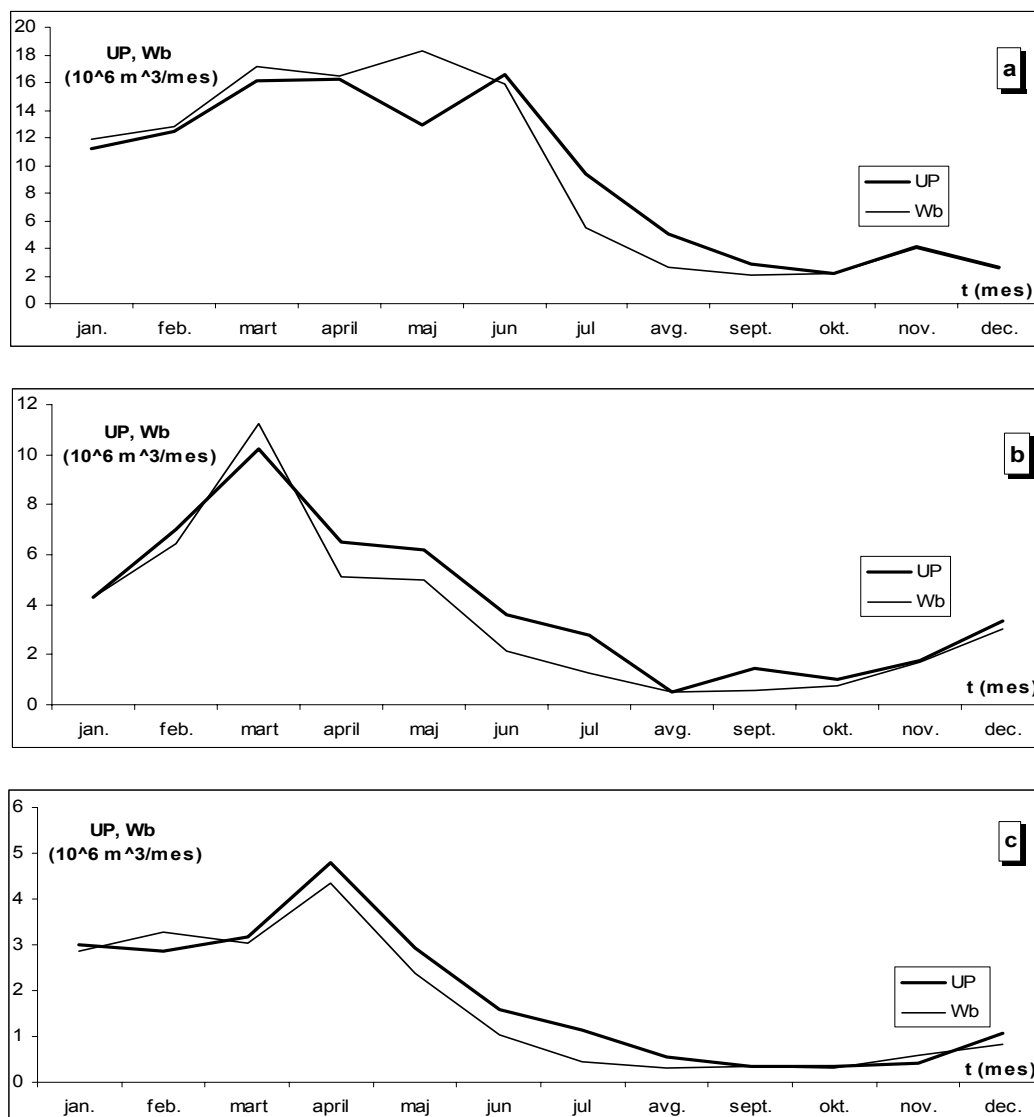 20
18
16
14
12
10
8
6
4
2
0
UP, Wb
(10^6 m^3/mes)
a
UP
Wb
t (mes)
jan. feb. mart april maj jun jul avg. sept. okt. nov. dec.
12
10
8
6
4
2
0
UP, Wb
(10^6 m^3/mes)
b
UP
Wb
t (mes)
jan. feb. mart april maj jun jul avg. sept. okt. nov. dec.
6
5
4
3
2
1
0
UP, Wb
(10^6 m^3/mes)
c
UP
Wb
t (mes)
jan. feb. mart april maj jun jul avg. sept. okt. nov. dec.